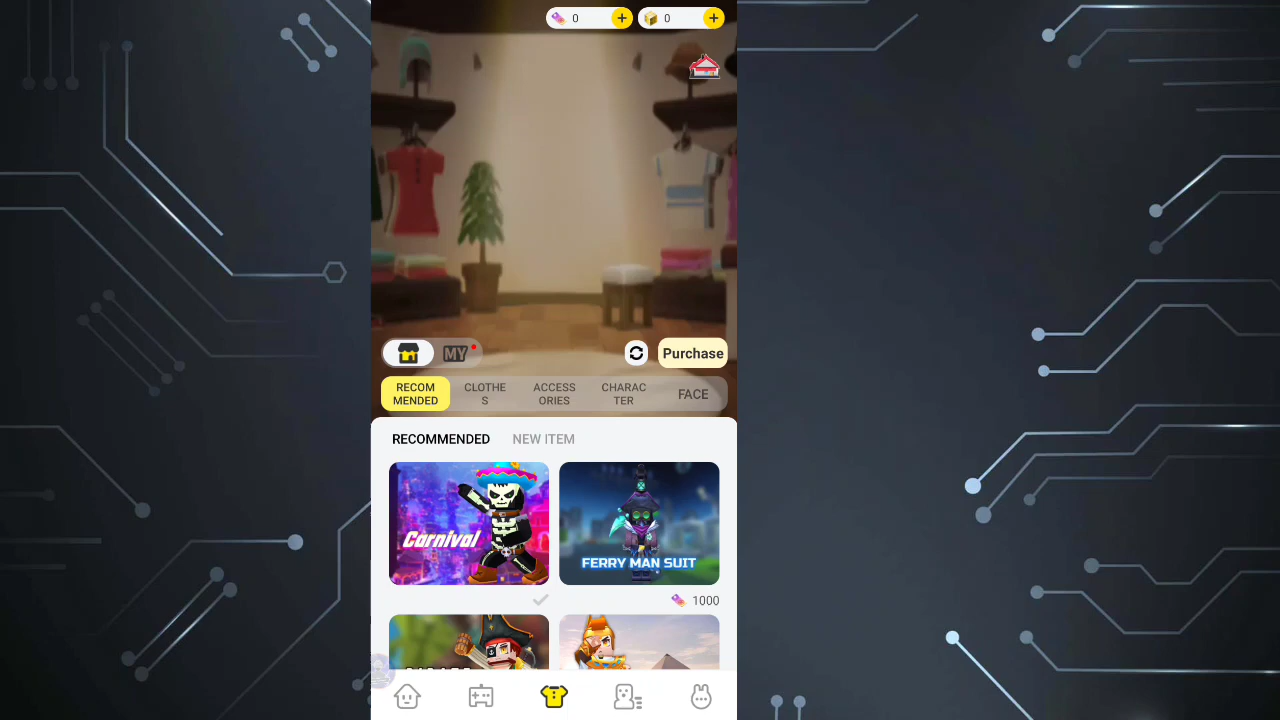 0 + 0 +
MY
Purchase
RECOM
MENDED
CLOTHE
S
ACCESS
ORIES
CHARAC
TER
FACE
RECOMMENDED NEW ITEM
Carnival
FERRY MAN SUIT
1000